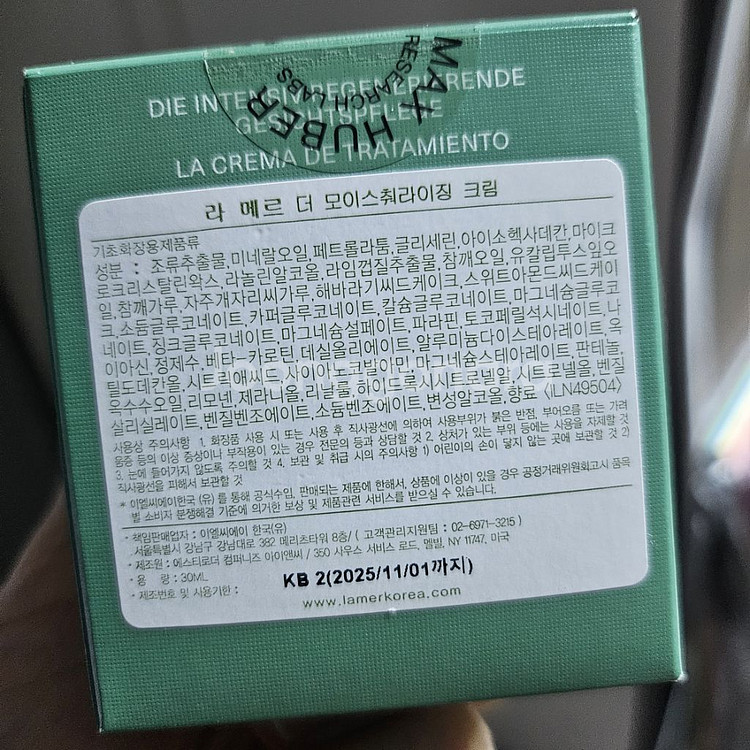 MAX HUBER
RESEARCH LABS
DIE INTENSIV REGENERIERENDE
GESICHTSPFLEGE
LA CREMA DE TRATAMIENTO
라 메르 더 모이스춰라이징 크림
기초화장용제품류
성분 : 조류추출물,미네랄오일,페트롤라툼,글리세린,아이소헥사데칸,마이크
로크리스탈린왁스,라놀린알코올,라임껍질추출물,참깨오일,유칼립투스잎오
일,참깨가루,자주개자리씨가루,해바라기씨드케이크,스위트아몬드씨드케이
크,소듐글루코네이트,카퍼글루코네이트,칼슘글루코네이트,마그네슘글루코
네이트,징크글루코네이트,마그네슘설페이트,파라핀,토코페릴석시네이트,나
이아신,정제수,베타-카로틴,데실올리에이트,알루미늄다이스테아레이트,옥
틸도데칸올,시트릭애씨드,사이아노코발아민,마그네슘스테아레이트,판테놀,
옥수수오일,리모넨,제라니올,리날룰,하이드록시시트로넬알,시트로넬올,벤질
살리실레이트,벤질벤조에이트,소듐벤조에이트,변성알코올,향료 <ILN49504>
사용상 주의사항 1. 화장품 사용 시 또는 사용 후 직사광선에 의하여 사용부위가 붉은 반점, 부어오름 또는 가려
움증 등의 이상 증상이나 부작용이 있는 경우 전문의 등과 상담할 것 2. 상처가 있는 부위 등에는 사용을 자제할 것
3. 눈에 들어가지 않도록 주의할 것 4. 보관 및 취급 시의 주의사항 1) 어린이의 손이 닿지 않는 곳에 보관할 것 2)
직사광선을 피해서 보관할 것
* 이엘씨에이한국 (유)를 통해 공식수입, 판매되는 제품에 한해서, 상품에 이상이 있을 경우 공정거래위원회고시 품목
별 소비자 분쟁해결 기준에 의거한 보상 및 제품관련 서비스를 받으실 수 있습니다.
• 책임판매업자 : 이엘씨에이 한국(유)
서울특별시 강남구 강남대로 382 메리츠타워 8층/ ( 고객관리지원팀 : 02-6971-3215 )
• 제조원 : 에스티로더 컴퍼니즈 아이앤씨 / 350 사우스 서비스 로드, 멜빌, NY 11747, 미국
• 용 량 : 30ML
• 제조번호 및 사용기한 : KB 2(2025/11/01까지)
www.lamerkorea.com